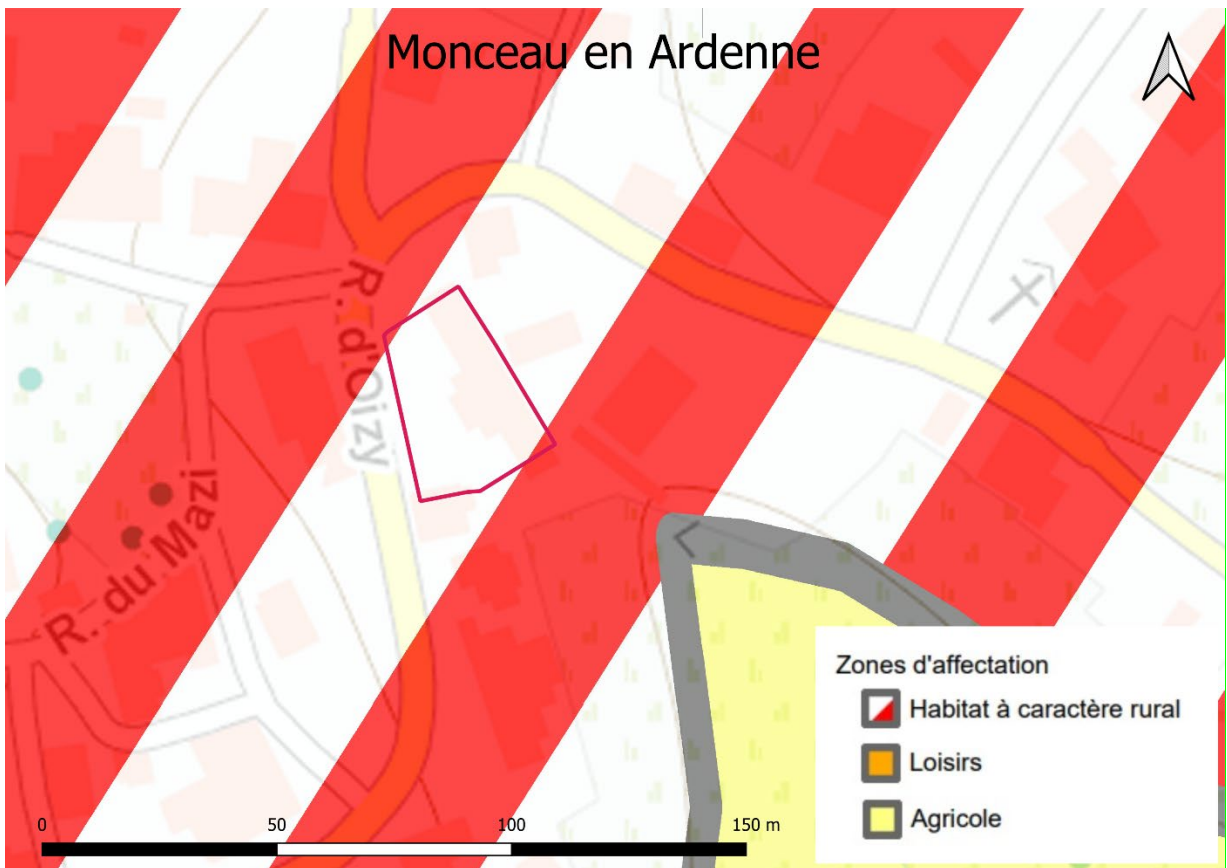 Monceau en Ardenne
R. d'Oizy
R. du Mazi
Zones d'affectation
Habitat à caractère rural
Loisirs
Agricole
0 50 100 150 m